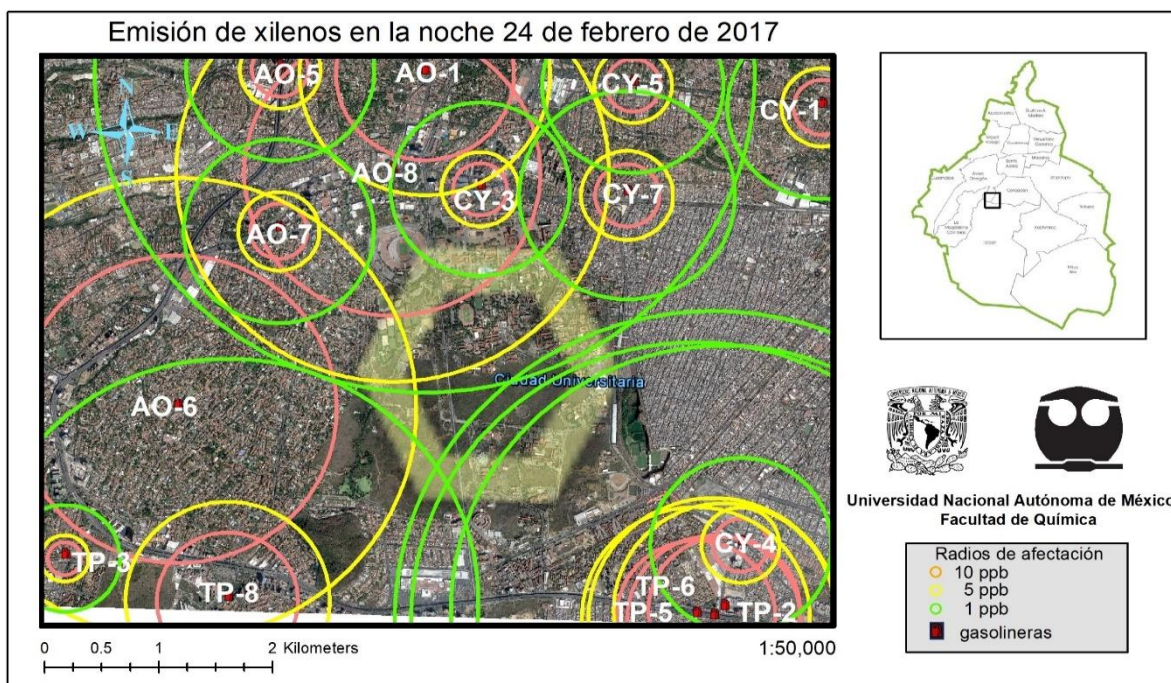 Emisión de xilenos en la noche 24 de febrero de 2017
AO-5
AO-1
CY-5
CY-1
N
W
E
S
AO-8
CY-3
CY-7
AO-7
Ciudad Universitaria
AO-6
CY-4
TP-3
TP-8
TP-6
TP-5
TP-2
0 0.5 1 2 Kilometers
1:50,000
Universidad Nacional Autónoma de México
Facultad de Química
Radios de afectación
10 ppb
5 ppb
1 ppb
gasolineras